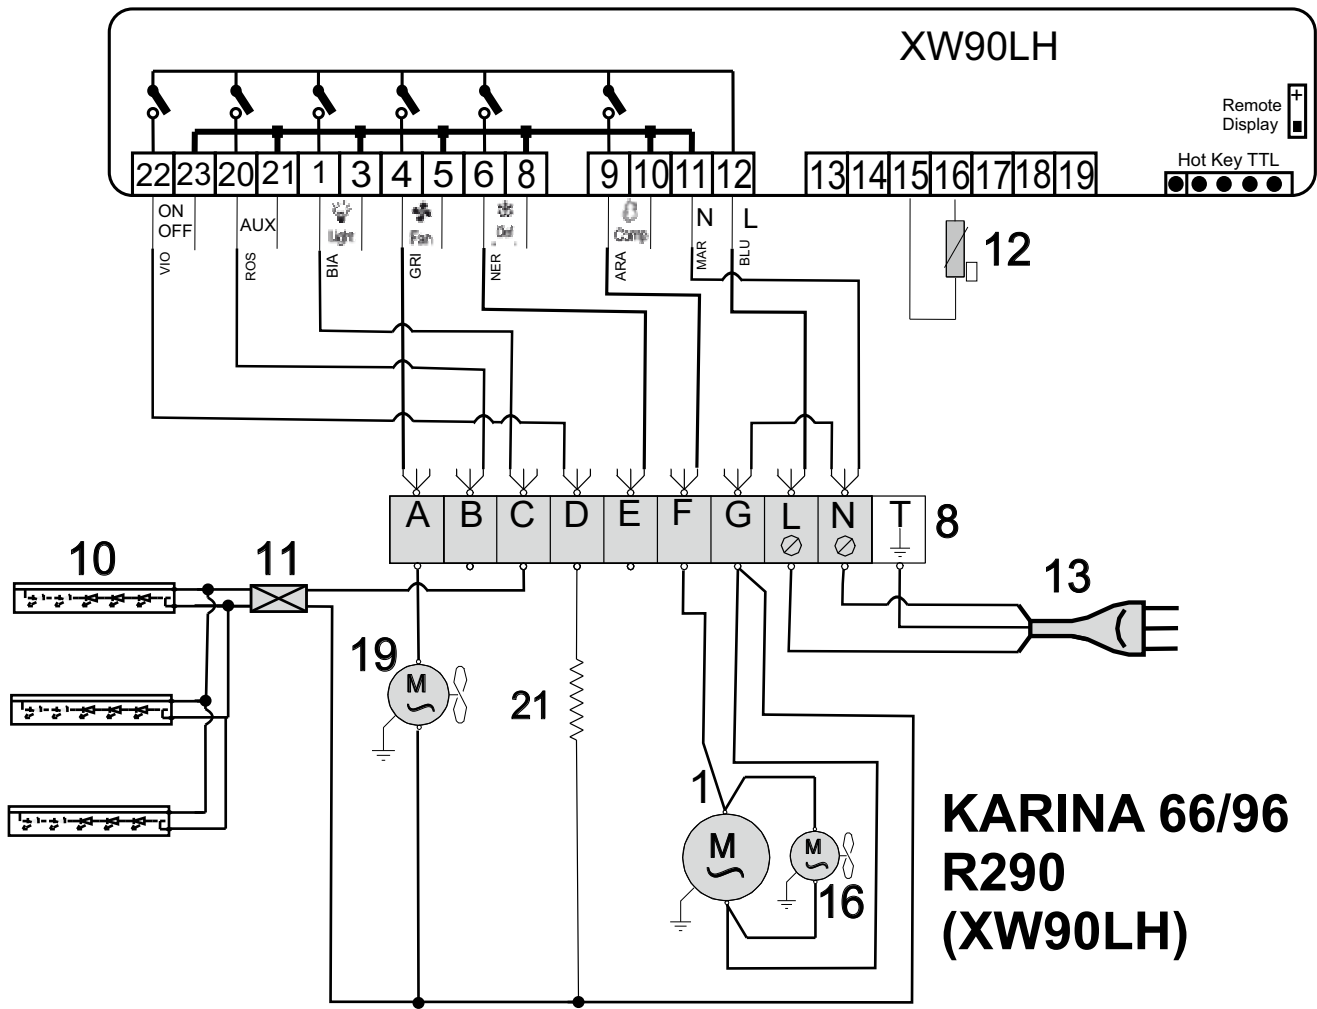 XW90LH
Remote
Display
+
Hot Key TTL
22 23 20 21 1 3 4 5 6 8 9 10 11 12 13 14 15 16 17 18 19
ON
OFF
AUX
Light
Fan
Def
Comp
N
L
VIO
ROS
BIA
GRI
NER
ARA
MAR
BLU
12
A B C D E F G L N T
8
10
11
13
19
M
21
1
M
M
16
KARINA 66/96
R290
(XW90LH)